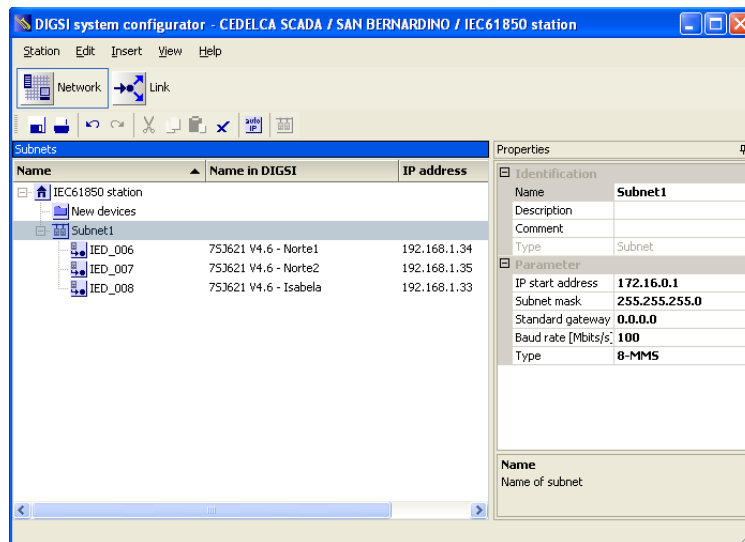 DIGSI system configurator - CEDELCA SCADA / SAN BERNARDINO / IEC61850 station
Station Edit Insert View Help
Network Link
auto IP
Subnets
Name Name in DIGSI IP address
IEC61850 station
New devices
Subnet1
IED_006 7SJ621 V4.6 - Norte1 192.168.1.34
IED_007 7SJ621 V4.6 - Norte2 192.168.1.35
IED_008 7SJ621 V4.6 - Isabela 192.168.1.33
Properties
Identification
Name Subnet1
Description
Comment
Type Subnet
Parameter
IP start address 172.16.0.1
Subnet mask 255.255.255.0
Standard gateway 0.0.0.0
Baud rate [Mbits/s] 100
Type 8-MMS
Name
Name of subnet